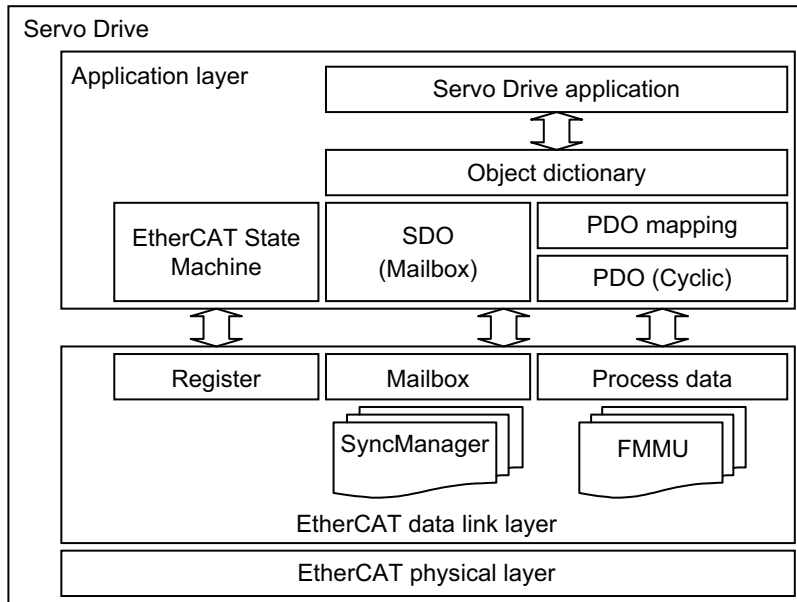 Servo Drive
Application layer
Servo Drive application
Object dictionary
EtherCAT State
Machine
SDO
(Mailbox)
PDO mapping
PDO (Cyclic)
Register
Mailbox
Process data
SyncManager
FMMU
EtherCAT data link layer
EtherCAT physical layer